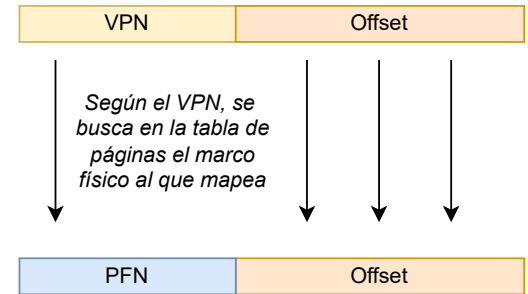 VPN Offset
Según el VPN, se
busca en la tabla de
páginas el marco
físico al que mapea
PFN Offset